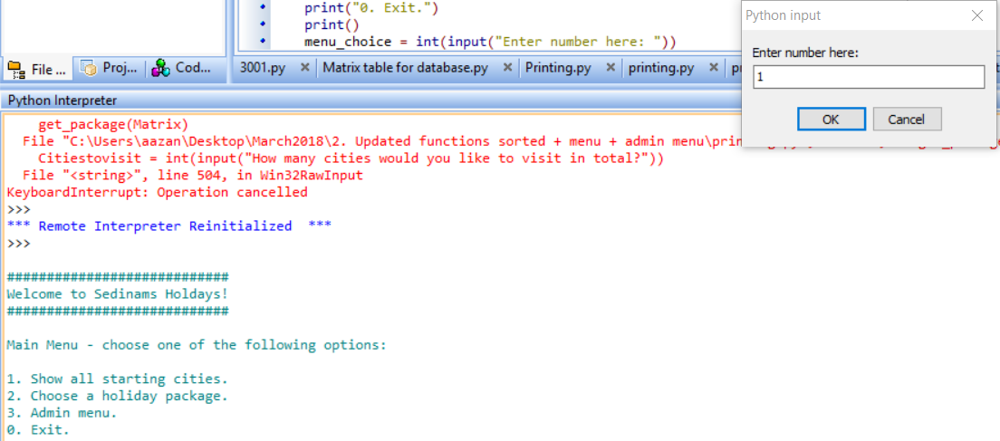 print("0. Exit.")
print()
menu_choice = int(input("Enter number here: "))
File ... Proj... Cod...
3001.py × Matrix table for database.py × Printing.py × printing.py ×
Python input
Enter number here:
1
OK Cancel
Python Interpreter
get_package(Matrix)
File "C:\Users\aazan\Desktop\March2018\2. Updated functions sorted + menu + admin menu\prin
Citiestovisit = int(input("How many cities would you like to visit in total?"))
File "<string>", line 504, in Win32RawInput
KeyboardInterrupt: Operation cancelled
>>>
*** Remote Interpreter Reinitialized ***
>>>
############################
Welcome to Sedinams Holdays!
############################
Main Menu - choose one of the following options:
1. Show all starting cities.
2. Choose a holiday package.
3. Admin menu.
0. Exit.